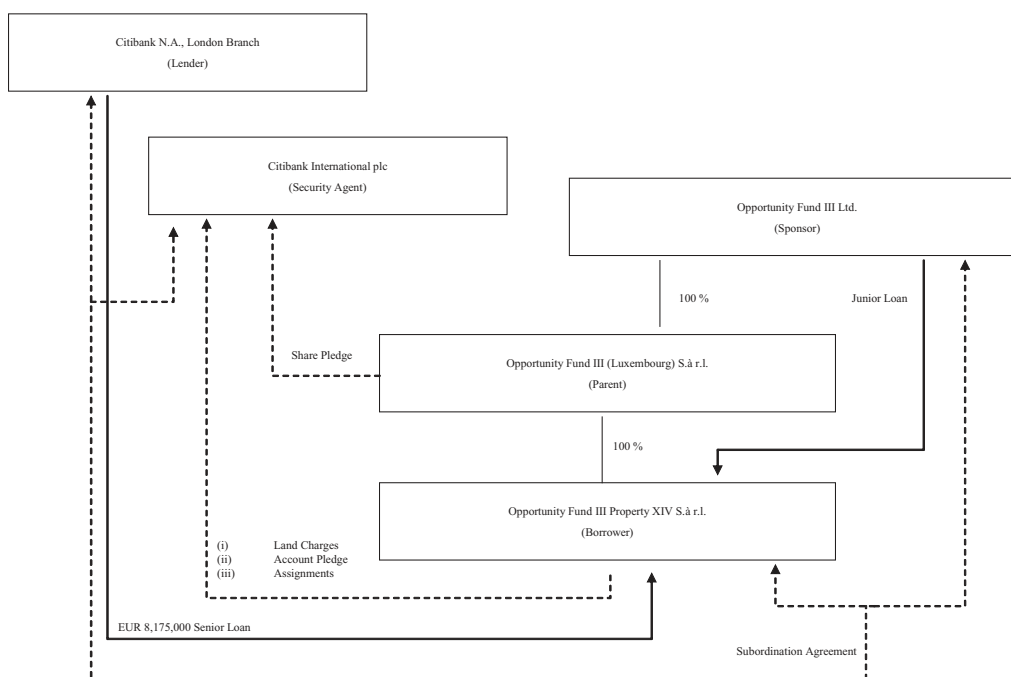 Citibank N.A., London Branch
(Lender)
Citibank International plc
(Security Agent)
Opportunity Fund III Ltd.
(Sponsor)
100 %
Junior Loan
Share Pledge
Opportunity Fund III (Luxembourg) S.à r.l.
(Parent)
100 %
Opportunity Fund III Property XIV S.à r.l.
(Borrower)
(i) Land Charges
(ii) Account Pledge
(iii) Assignments
EUR 8,175,000 Senior Loan
Subordination Agreement